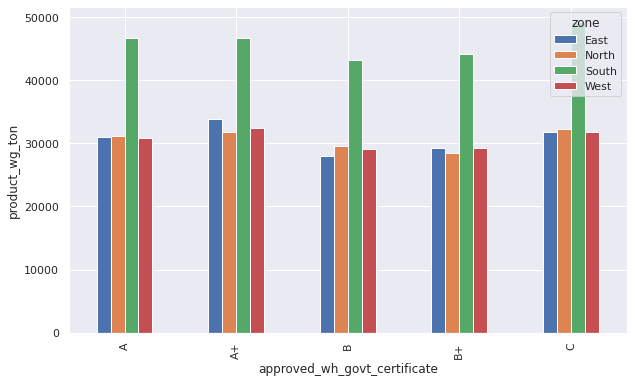 zone
East
North
South
West
50000
40000
30000
20000
10000
0
product_wg_ton
A
A+
B
B+
C
approved_wh_govt_certificate